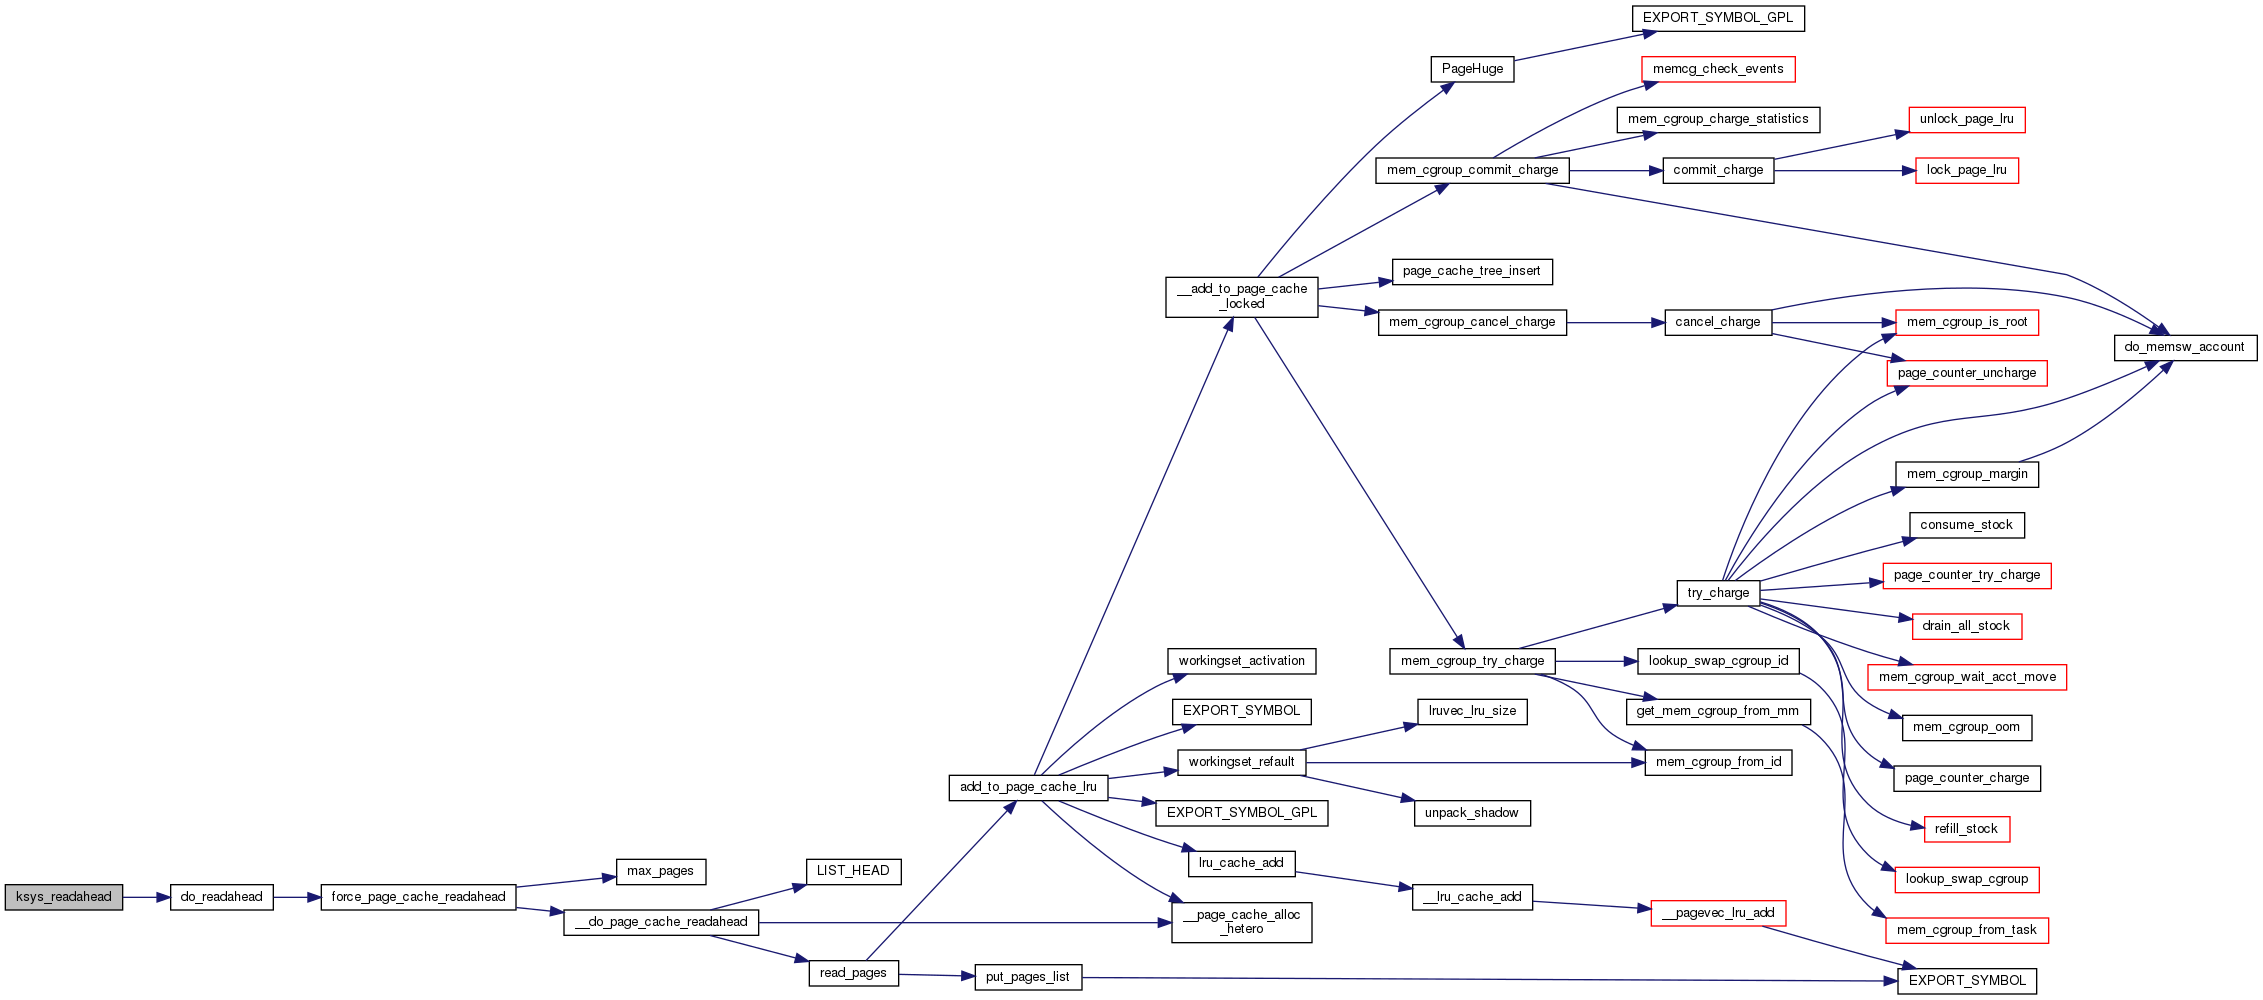 EXPORT_SYMBOL_GPL
PageHuge
memcg_check_events
mem_cgroup_charge_statistics
unlock_page_lru
mem_cgroup_commit_charge
commit_charge
lock_page_lru
page_cache_tree_insert
__add_to_page_cache
_locked
mem_cgroup_cancel_charge
cancel_charge
mem_cgroup_is_root
do_memsw_account
page_counter_uncharge
mem_cgroup_margin
consume_stock
page_counter_try_charge
try_charge
drain_all_stock
workingset_activation
mem_cgroup_try_charge
lookup_swap_cgroup_id
mem_cgroup_wait_acct_move
EXPORT_SYMBOL
lruvec_lru_size
get_mem_cgroup_from_mm
mem_cgroup_oom
workingset_refault
mem_cgroup_from_id
page_counter_charge
add_to_page_cache_lru
EXPORT_SYMBOL_GPL
unpack_shadow
refill_stock
lru_cache_add
max_pages
LIST_HEAD
lookup_swap_cgroup
ksys_readahead
do_readahead
force_page_cache_readahead
__lru_cache_add
__do_page_cache_readahead
__page_cache_alloc
_hetero
__pagevec_lru_add
mem_cgroup_from_task
read_pages
put_pages_list
EXPORT_SYMBOL